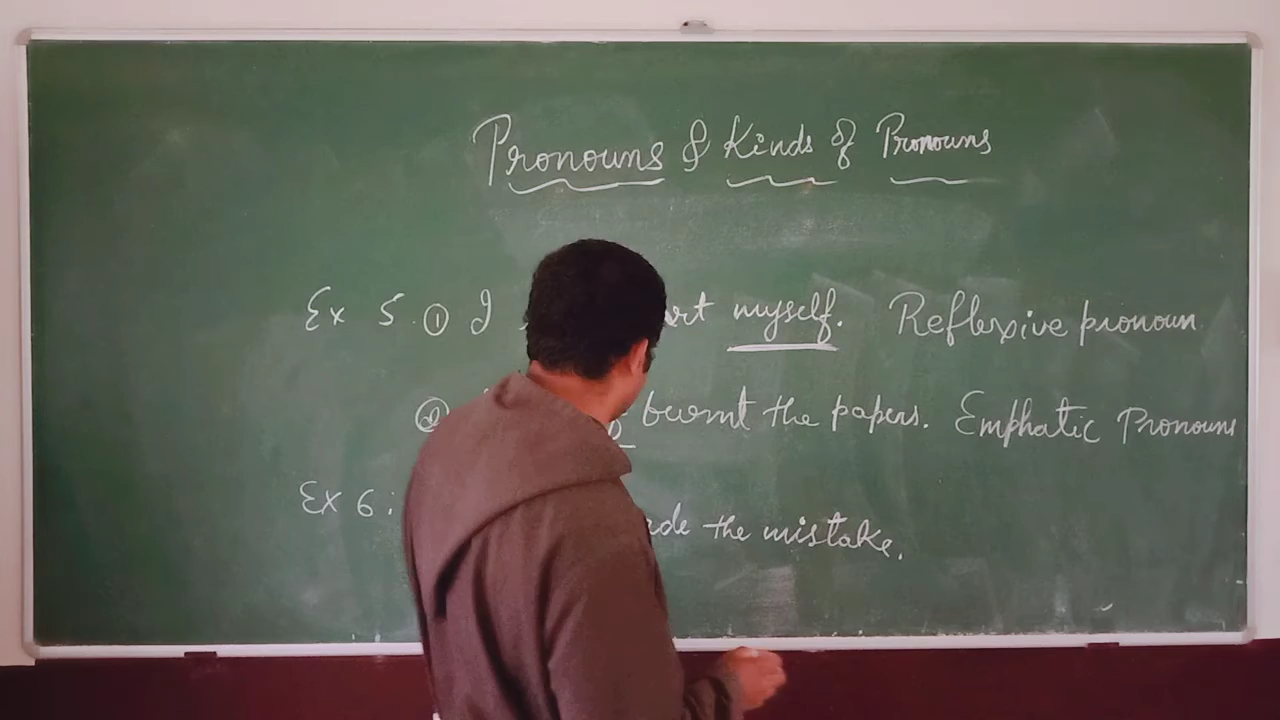 Pronouns & Kinds of Pronouns
Ex 5. ① I myself. Reflexive pronoun
② burnt the papers. Emphatic Pronouns
Ex 6: the mistake.